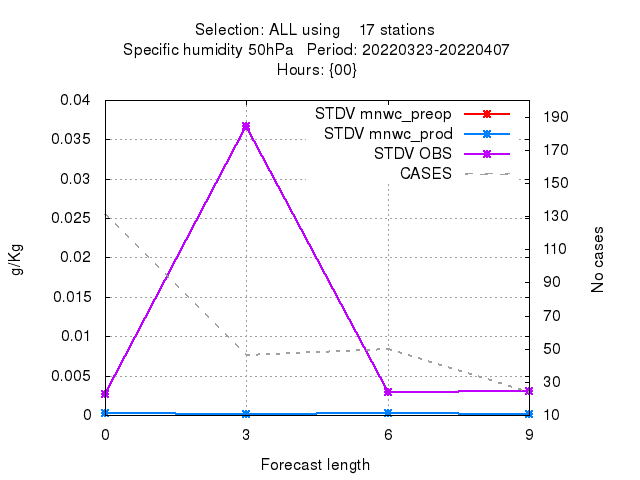 Selection: ALL using    17 stations
Specific humidity 50hPa   Period: 20220323-20220407
Hours: {00}
STDV mnwc_preop
STDV mnwc_prod
STDV OBS
CASES
0.04
0.035
0.03
0.025
0.02
0.015
0.01
0.005
0
190
170
150
130
110
90
70
50
30
10
g/Kg
No cases
0 3 6 9
Forecast length